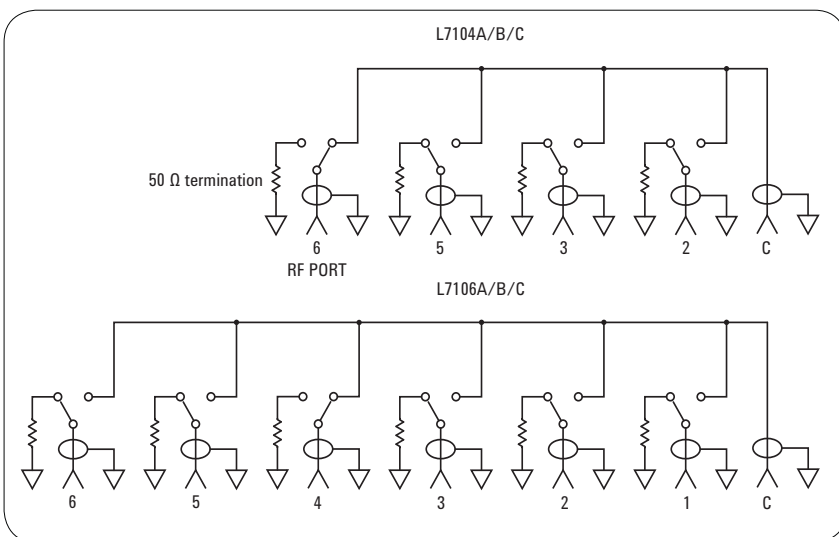 L7104A/B/C
50 Ω termination
6 5 3 2 C
RF PORT
L7106A/B/C
6 5 4 3 2 1 C